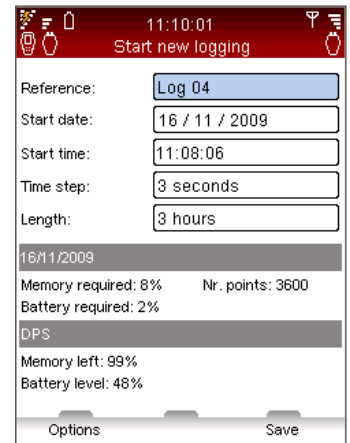 11:10:01
Start new logging
Reference: Log 04
Start date: 16 / 11 / 2009
Start time: 11:08:06
Time step: 3 seconds
Length: 3 hours
16/11/2009
Memory required: 8% Nr. points: 3600
Battery required: 2%
DPS
Memory left: 99%
Battery level: 48%
Options Save